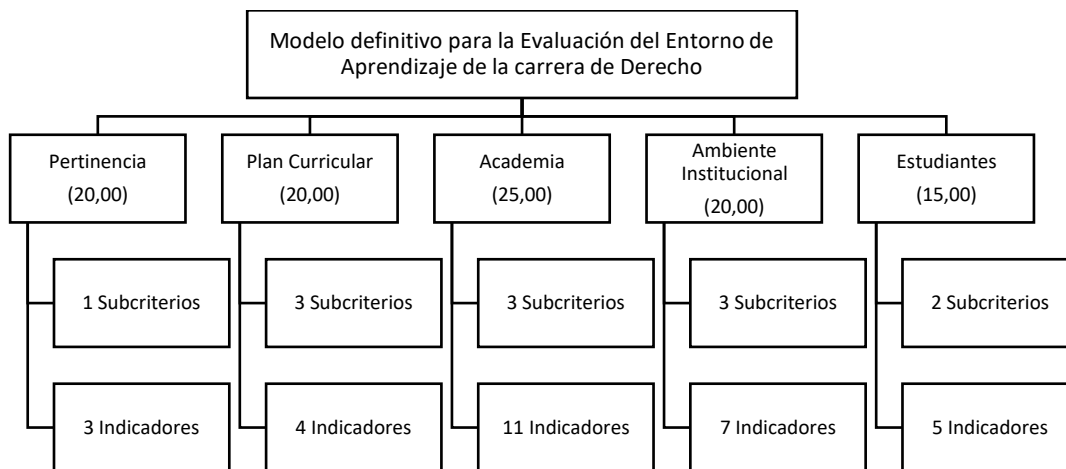 Modelo definitivo para la Evaluación del Entorno de
Aprendizaje de la carrera de Derecho
Pertinencia
(20,00)
Plan Curricular
(20,00)
Academia
(25,00)
Ambiente
Institucional
(20,00)
Estudiantes
(15,00)
1 Subcriterios
3 Subcriterios
3 Subcriterios
3 Subcriterios
2 Subcriterios
3 Indicadores
4 Indicadores
11 Indicadores
7 Indicadores
5 Indicadores